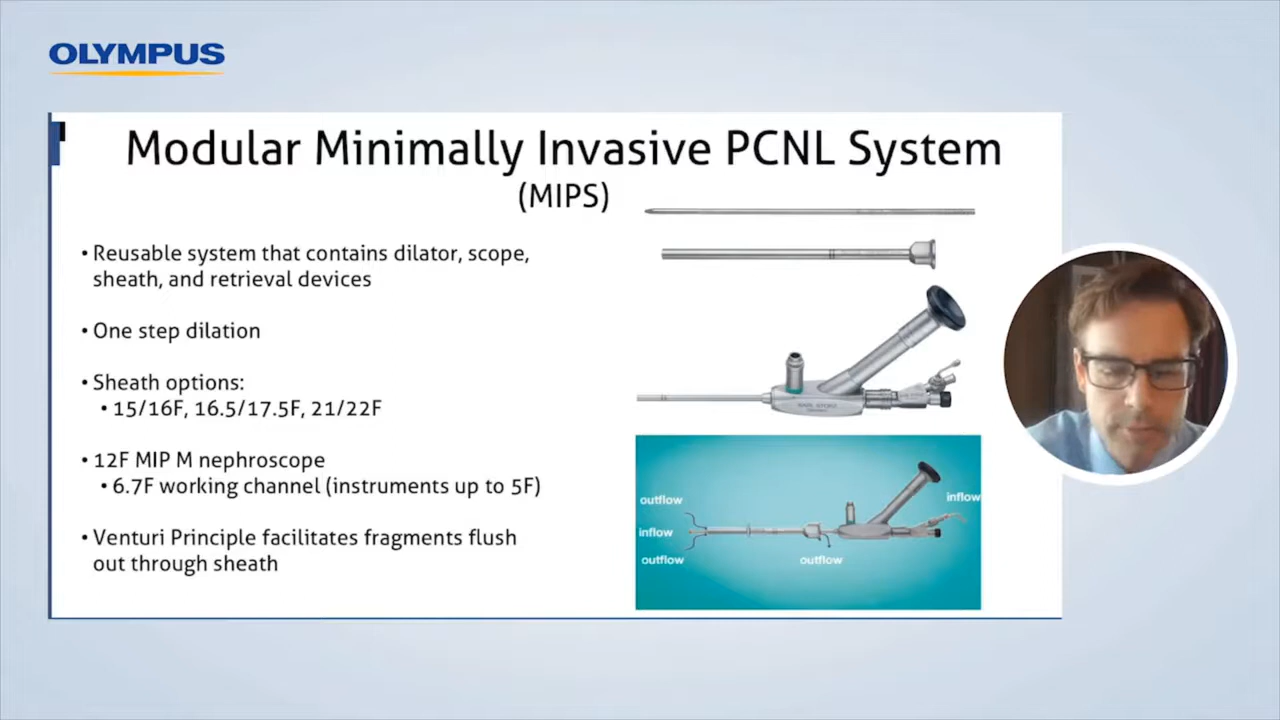 OLYMPUS
Modular Minimally Invasive PCNL System
(MIPS)
• Reusable system that contains dilator, scope,
sheath, and retrieval devices
• One step dilation
• Sheath options:
• 15/16F, 16.5/17.5F, 21/22F
• 12F MIP M nephroscope
• 6.7F working channel (instruments up to 5F)
• Venturi Principle facilitates fragments flush
out through sheath
KARL STORZ
outflow
inflow
outflow
outflow
inflow